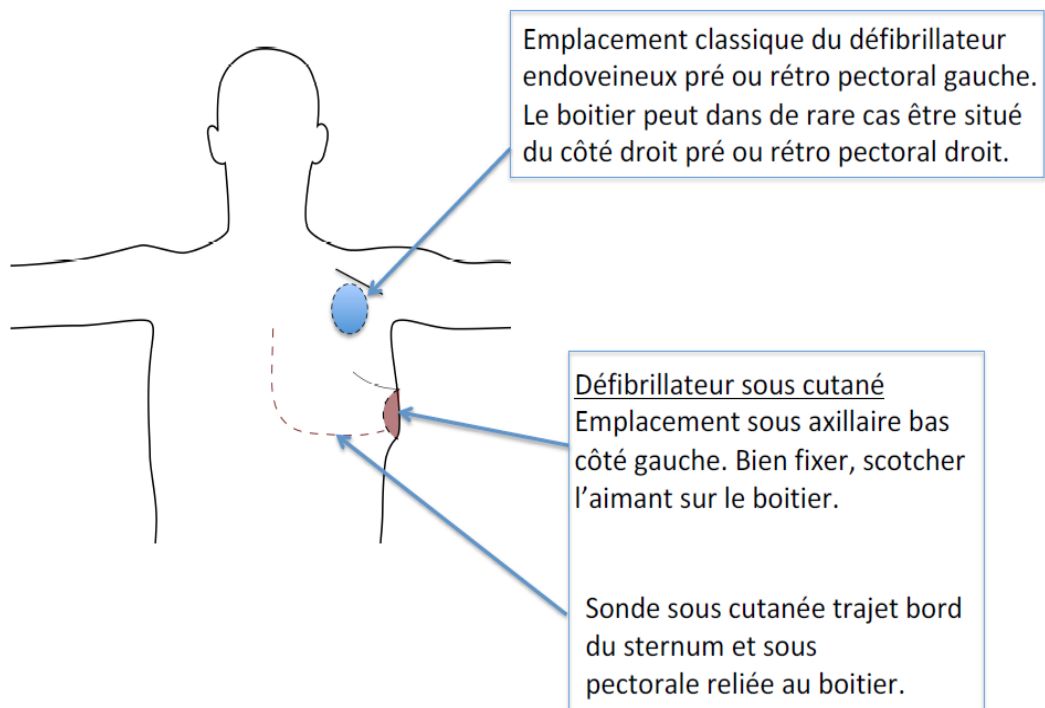 Emplacement classique du défibrillateur
endoveineux pré ou rétro pectoral gauche.
Le boitier peut dans de rare cas être situé
du côté droit pré ou rétro pectoral droit.
Défibrillateur sous cutané
Emplacement sous axillaire bas
côté gauche. Bien fixer, scotcher
l’aimant sur le boitier.
Sonde sous cutanée trajet bord
du sternum et sous
pectorale reliée au boitier.